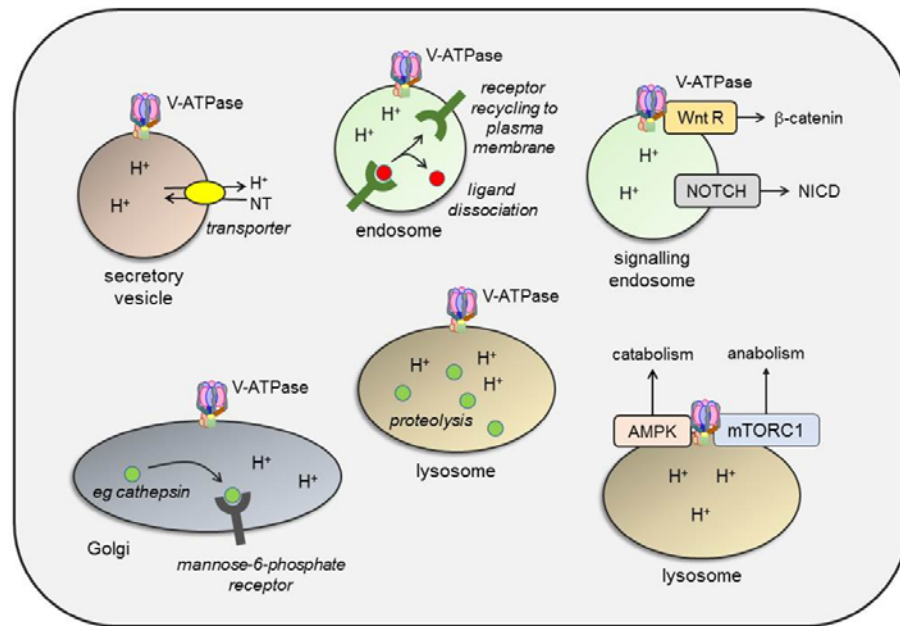 V-ATPase
H⁺
H⁺
H⁺
NT
transporter
secretory
vesicle
V-ATPase
H⁺
H⁺
receptor
recycling to
plasma
membrane
ligand
dissociation
endosome
V-ATPase
Wnt R
β-catenin
H⁺
H⁺
NOTCH
NICD
signalling
endosome
V-ATPase
H⁺
H⁺
eg cathepsin
Golgi
mannose-6-phosphate
receptor
V-ATPase
H⁺
H⁺
H⁺
proteolysis
lysosome
catabolism
anabolism
AMPK
mTORC1
H⁺
H⁺
H⁺
lysosome